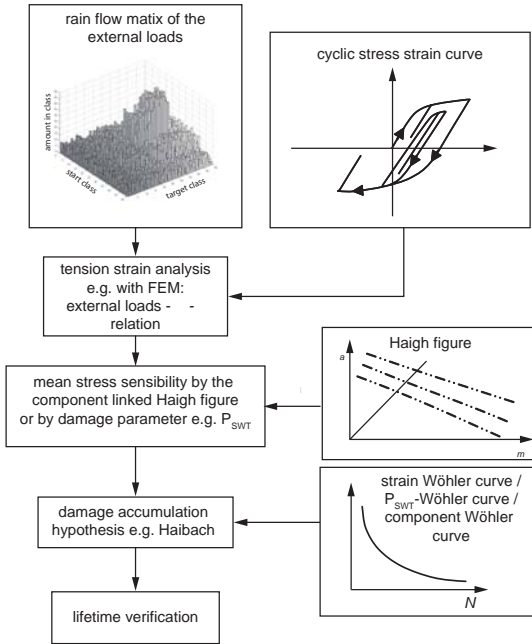 rain flow matix of the
external loads
amount in class
start class
target class
cyclic stress strain curve
tension strain analysis
e.g. with FEM:
external loads - -
relation
mean stress sensibility by the
component linked Haigh figure
or by damage parameter e.g. PSWT
Haigh figure
a
m
damage accumulation
hypothesis e.g. Haibach
strain Wöhler curve /
PSWT-Wöhler curve /
component Wöhler
curve
N
lifetime verification